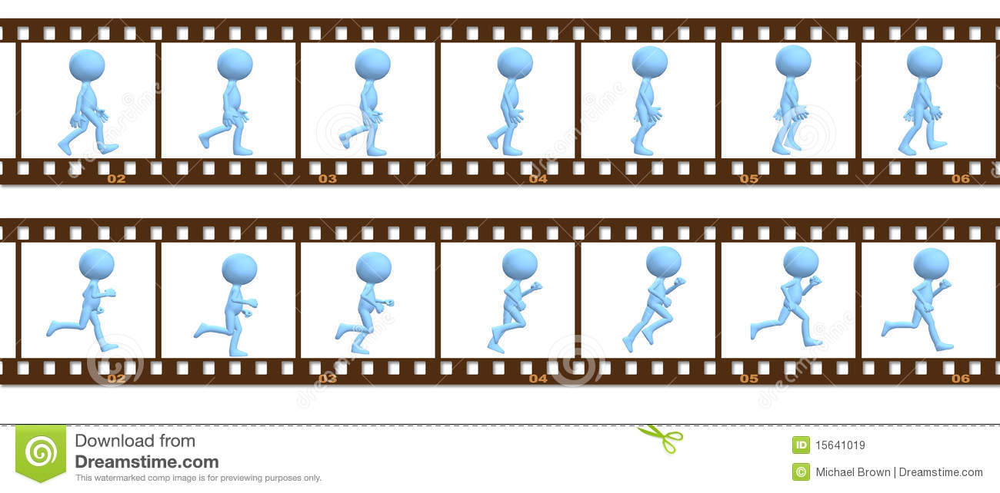 02 03 04 05 06
02 03 04 05 06
Download from
Dreamstime.com
This watermarked comp image is for previewing purposes only.
ID 15641019
© Michael Brown | Dreamstime.com